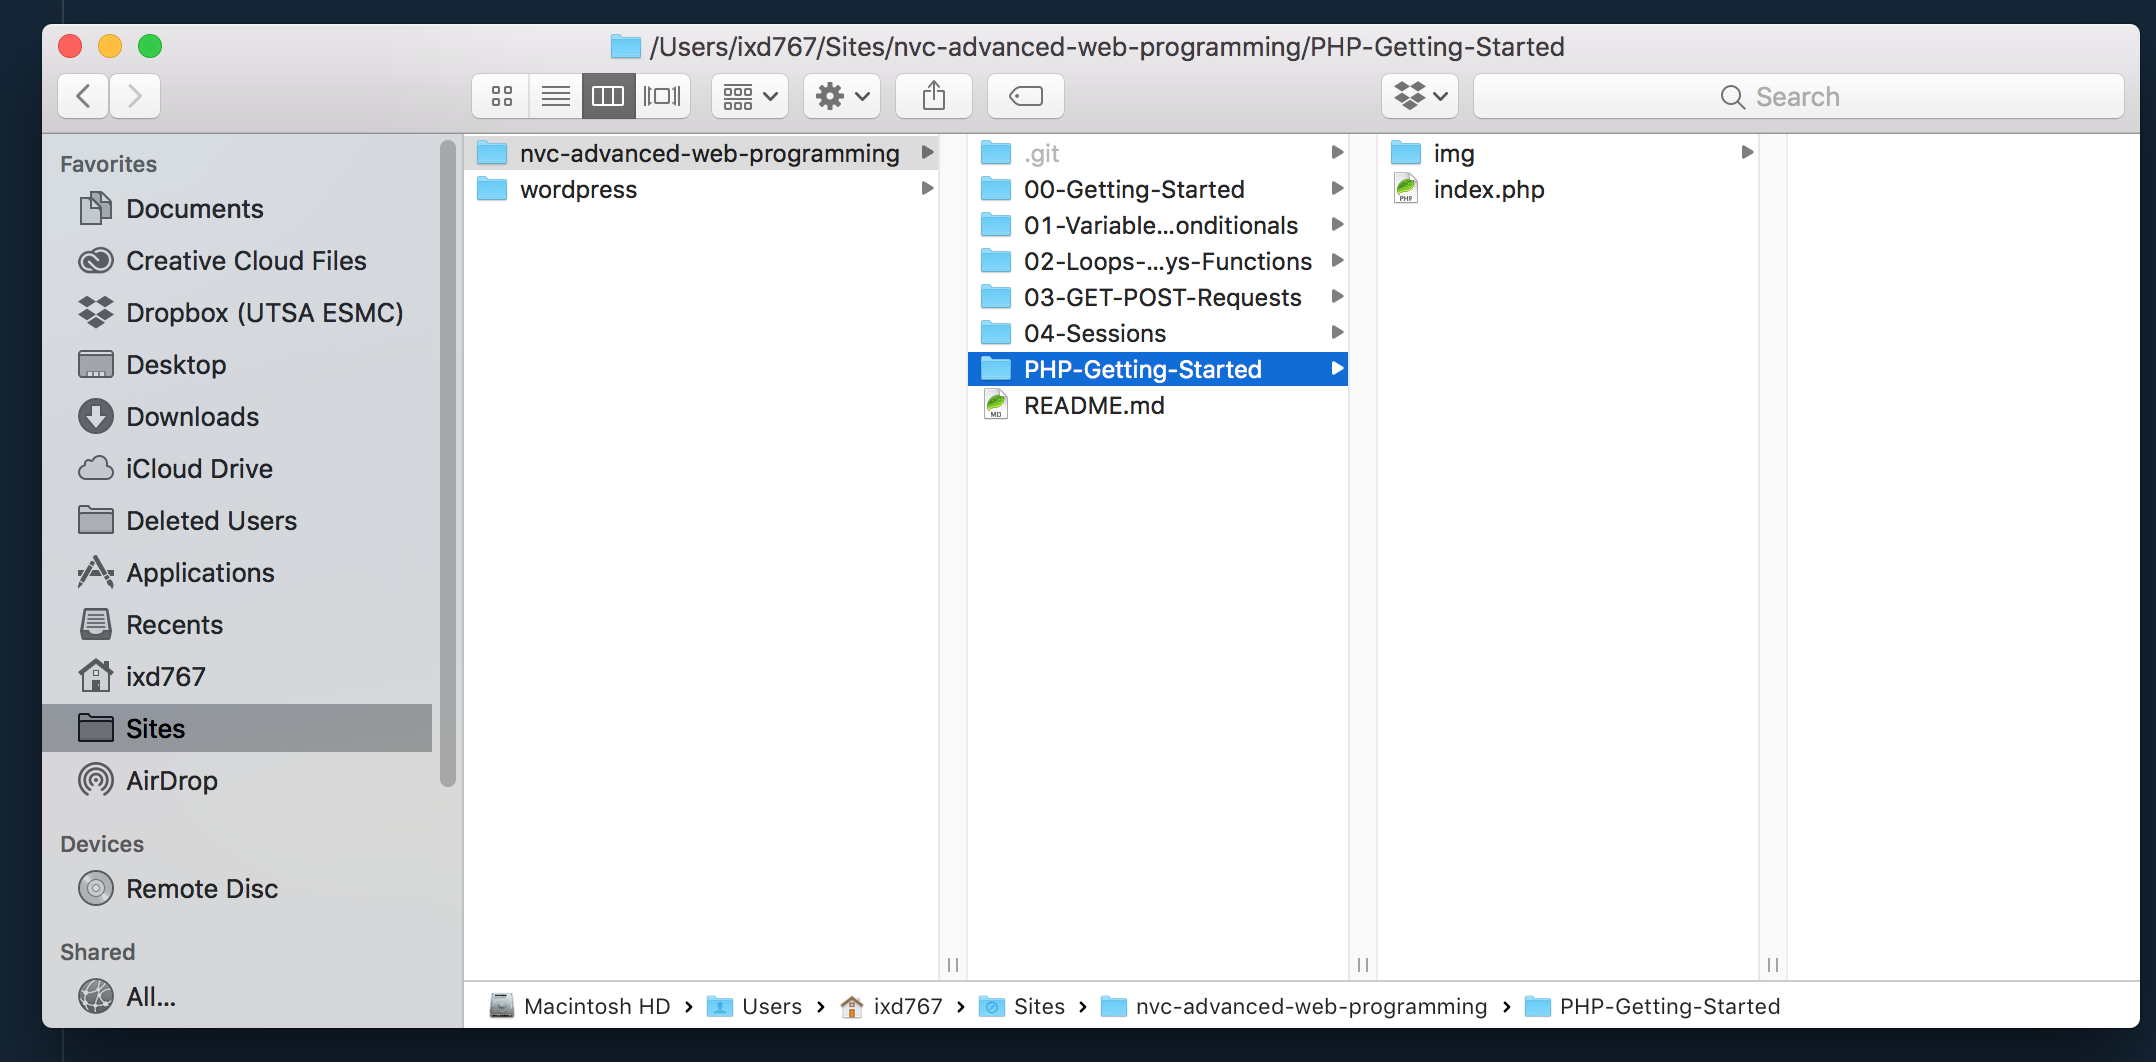 /Users/ixd767/Sites/nvc-advanced-web-programming/PHP-Getting-Started
Search
Favorites
Documents
Creative Cloud Files
Dropbox (UTSA ESMC)
Desktop
Downloads
iCloud Drive
Deleted Users
Applications
Recents
ixd767
Sites
AirDrop
Devices
Remote Disc
Shared
All...
nvc-advanced-web-programming
wordpress
.git
00-Getting-Started
01-Variable...onditionals
02-Loops-...ys-Functions
03-GET-POST-Requests
04-Sessions
PHP-Getting-Started
MD
README.md
img
PHP
index.php
Macintosh HD › Users › ixd767 › Sites › nvc-advanced-web-programming › PHP-Getting-Started